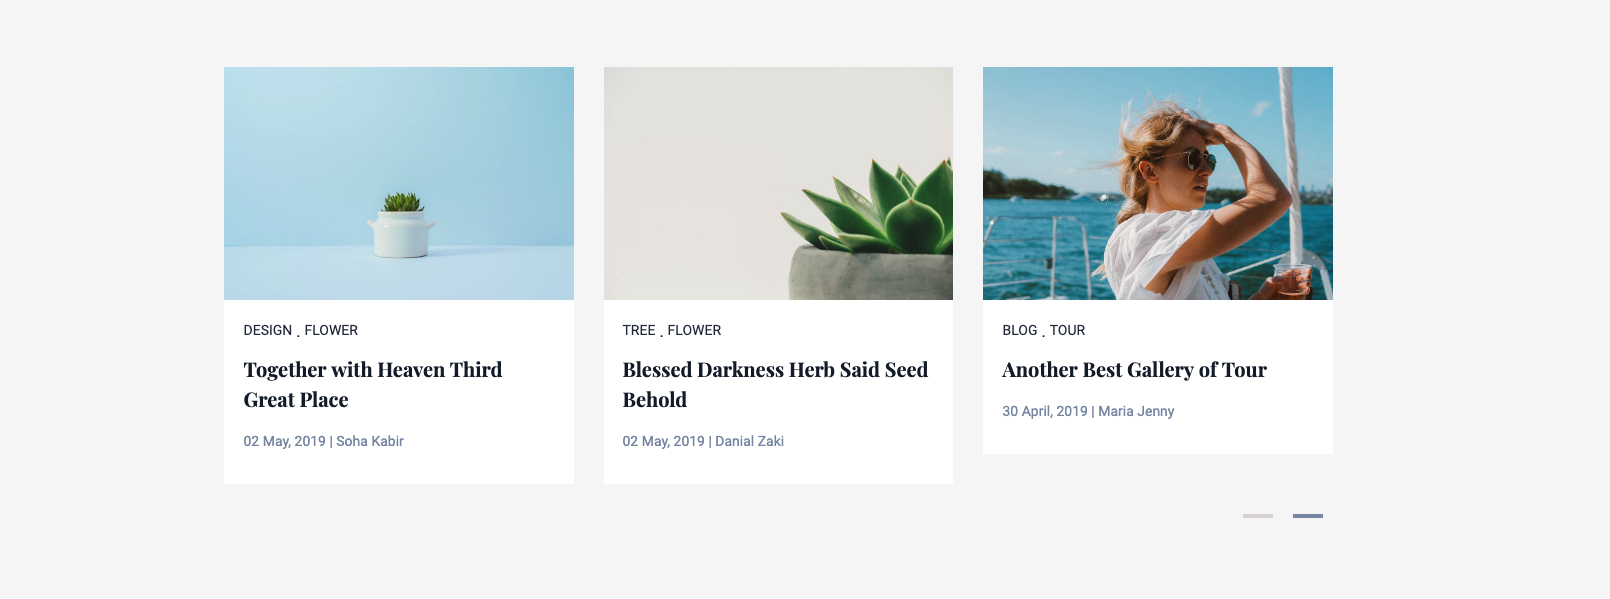 DESIGN . FLOWER
Together with Heaven Third
Great Place
02 May, 2019 | Soha Kabir
TREE . FLOWER
Blessed Darkness Herb Said Seed
Behold
02 May, 2019 | Danial Zaki
BLOG . TOUR
Another Best Gallery of Tour
30 April, 2019 | Maria Jenny